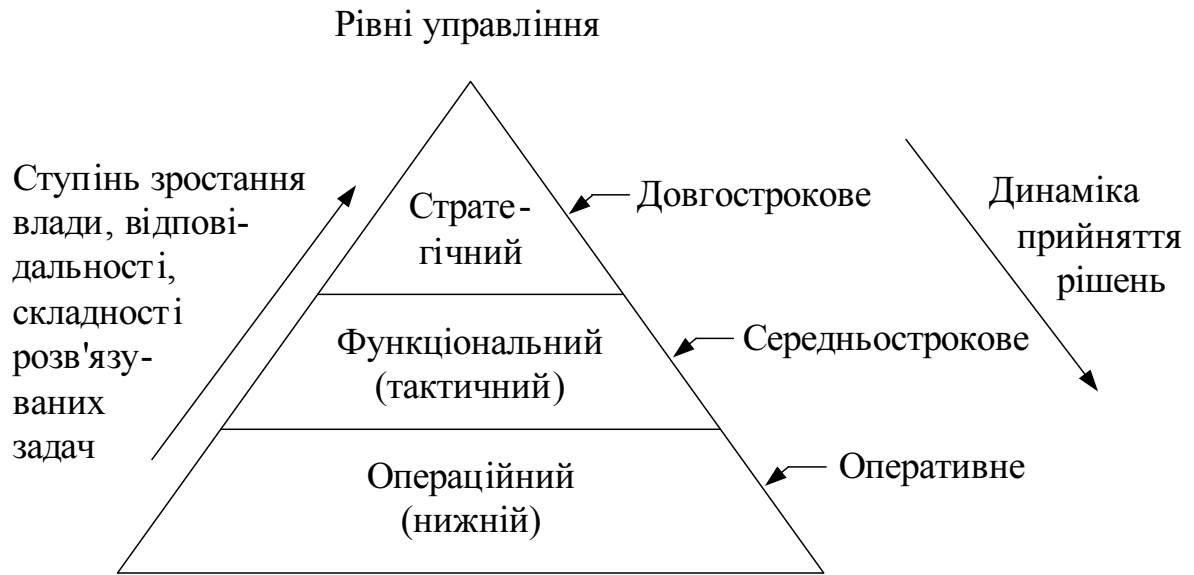 Рівні управління
Ступінь зростання
влади, відпові-
дальності,
складності
розв'язу-
ваних
задач
Страте-
гічний
Довгострокове
Динаміка
прийняття
рішень
Функціональний
(тактичний)
Середньострокове
Операційний
(нижній)
Оперативне